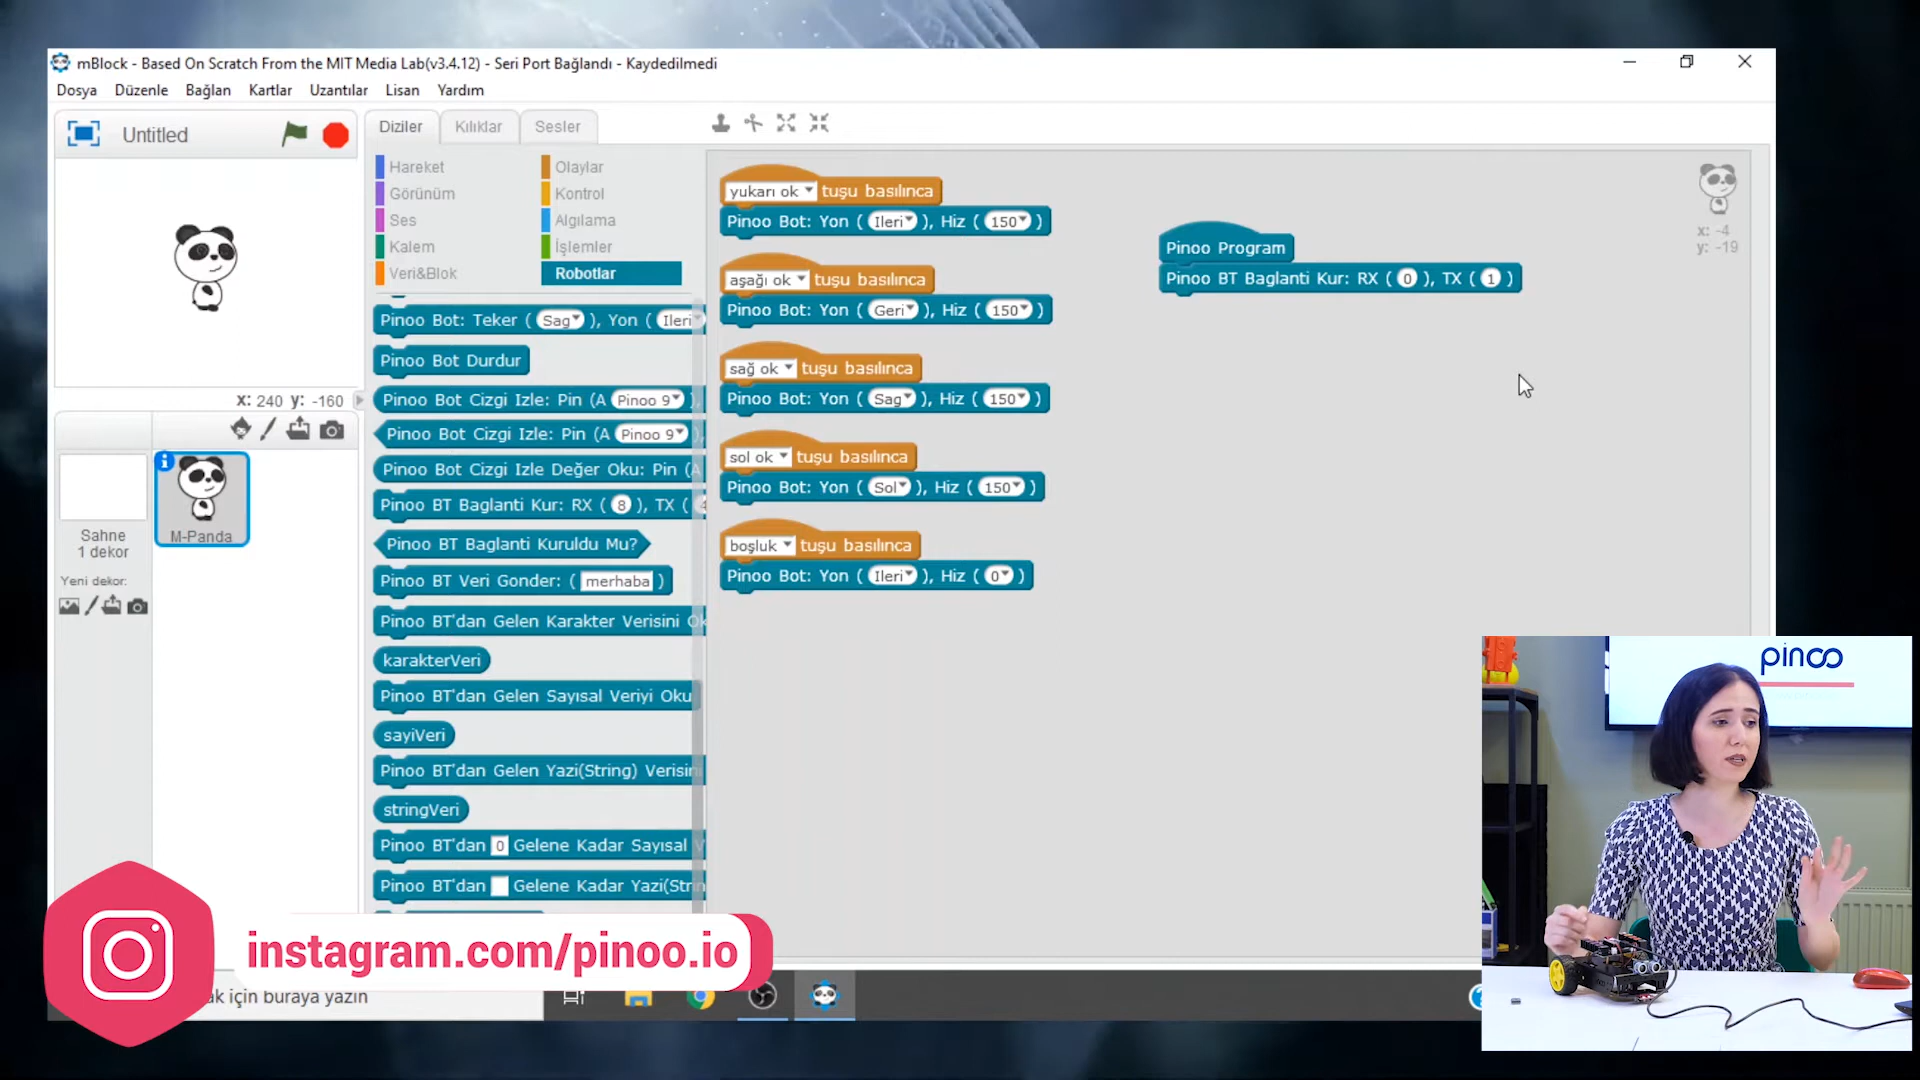 mBlock - Based On Scratch From the MIT Media Lab(v3.4.12) - Seri Port Bağlandı - Kaydedilmedi
Dosya Düzenle Bağlan Kartlar Uzantılar Lisan Yardım
Untitled
Diziler Kılıklar Sesler
Hareket Olaylar
Görünüm Kontrol
Ses Algılama
Kalem İşlemler
Veri&Blok Robotlar
Pinoo Bot: Teker ( Sag ), Yon ( Ileri
Pinoo Bot Durdur
Pinoo Bot Cizgi Izle: Pin (A Pinoo 9 ),
Pinoo Bot Cizgi Izle: Pin (A Pinoo 9 ),
Pinoo Bot Cizgi Izle Değer Oku: Pin (A
Pinoo BT Baglanti Kur: RX ( 8 ), TX ( 4
Pinoo BT Baglanti Kuruldu Mu?
Pinoo BT Veri Gonder: ( merhaba )
Pinoo BT'dan Gelen Karakter Verisini Ok
karakterVeri
Pinoo BT'dan Gelen Sayısal Veriyi Oku
sayiVeri
Pinoo BT'dan Gelen Yazi(String) Verisin
stringVeri
Pinoo BT'dan 0 Gelene Kadar Sayısal V
Pinoo BT'dan Gelene Kadar Yazi(Strin
yukarı ok tuşu basılınca
Pinoo Bot: Yon ( Ileri ), Hiz ( 150 )
aşağı ok tuşu basılınca
Pinoo Bot: Yon ( Geri ), Hiz ( 150 )
sağ ok tuşu basılınca
Pinoo Bot: Yon ( Sag ), Hiz ( 150 )
sol ok tuşu basılınca
Pinoo Bot: Yon ( Sol ), Hiz ( 150 )
boşluk tuşu basılınca
Pinoo Bot: Yon ( Ileri ), Hiz ( 0 )
Pinoo Program
Pinoo BT Baglanti Kur: RX ( 0 ), TX ( 1 )
x: -4
y: -19
x: 240 y: -160
M-Panda
Sahne
1 dekor
Yeni dekor:
pinoo
instagram.com/pinoo.io
ak için buraya yazın